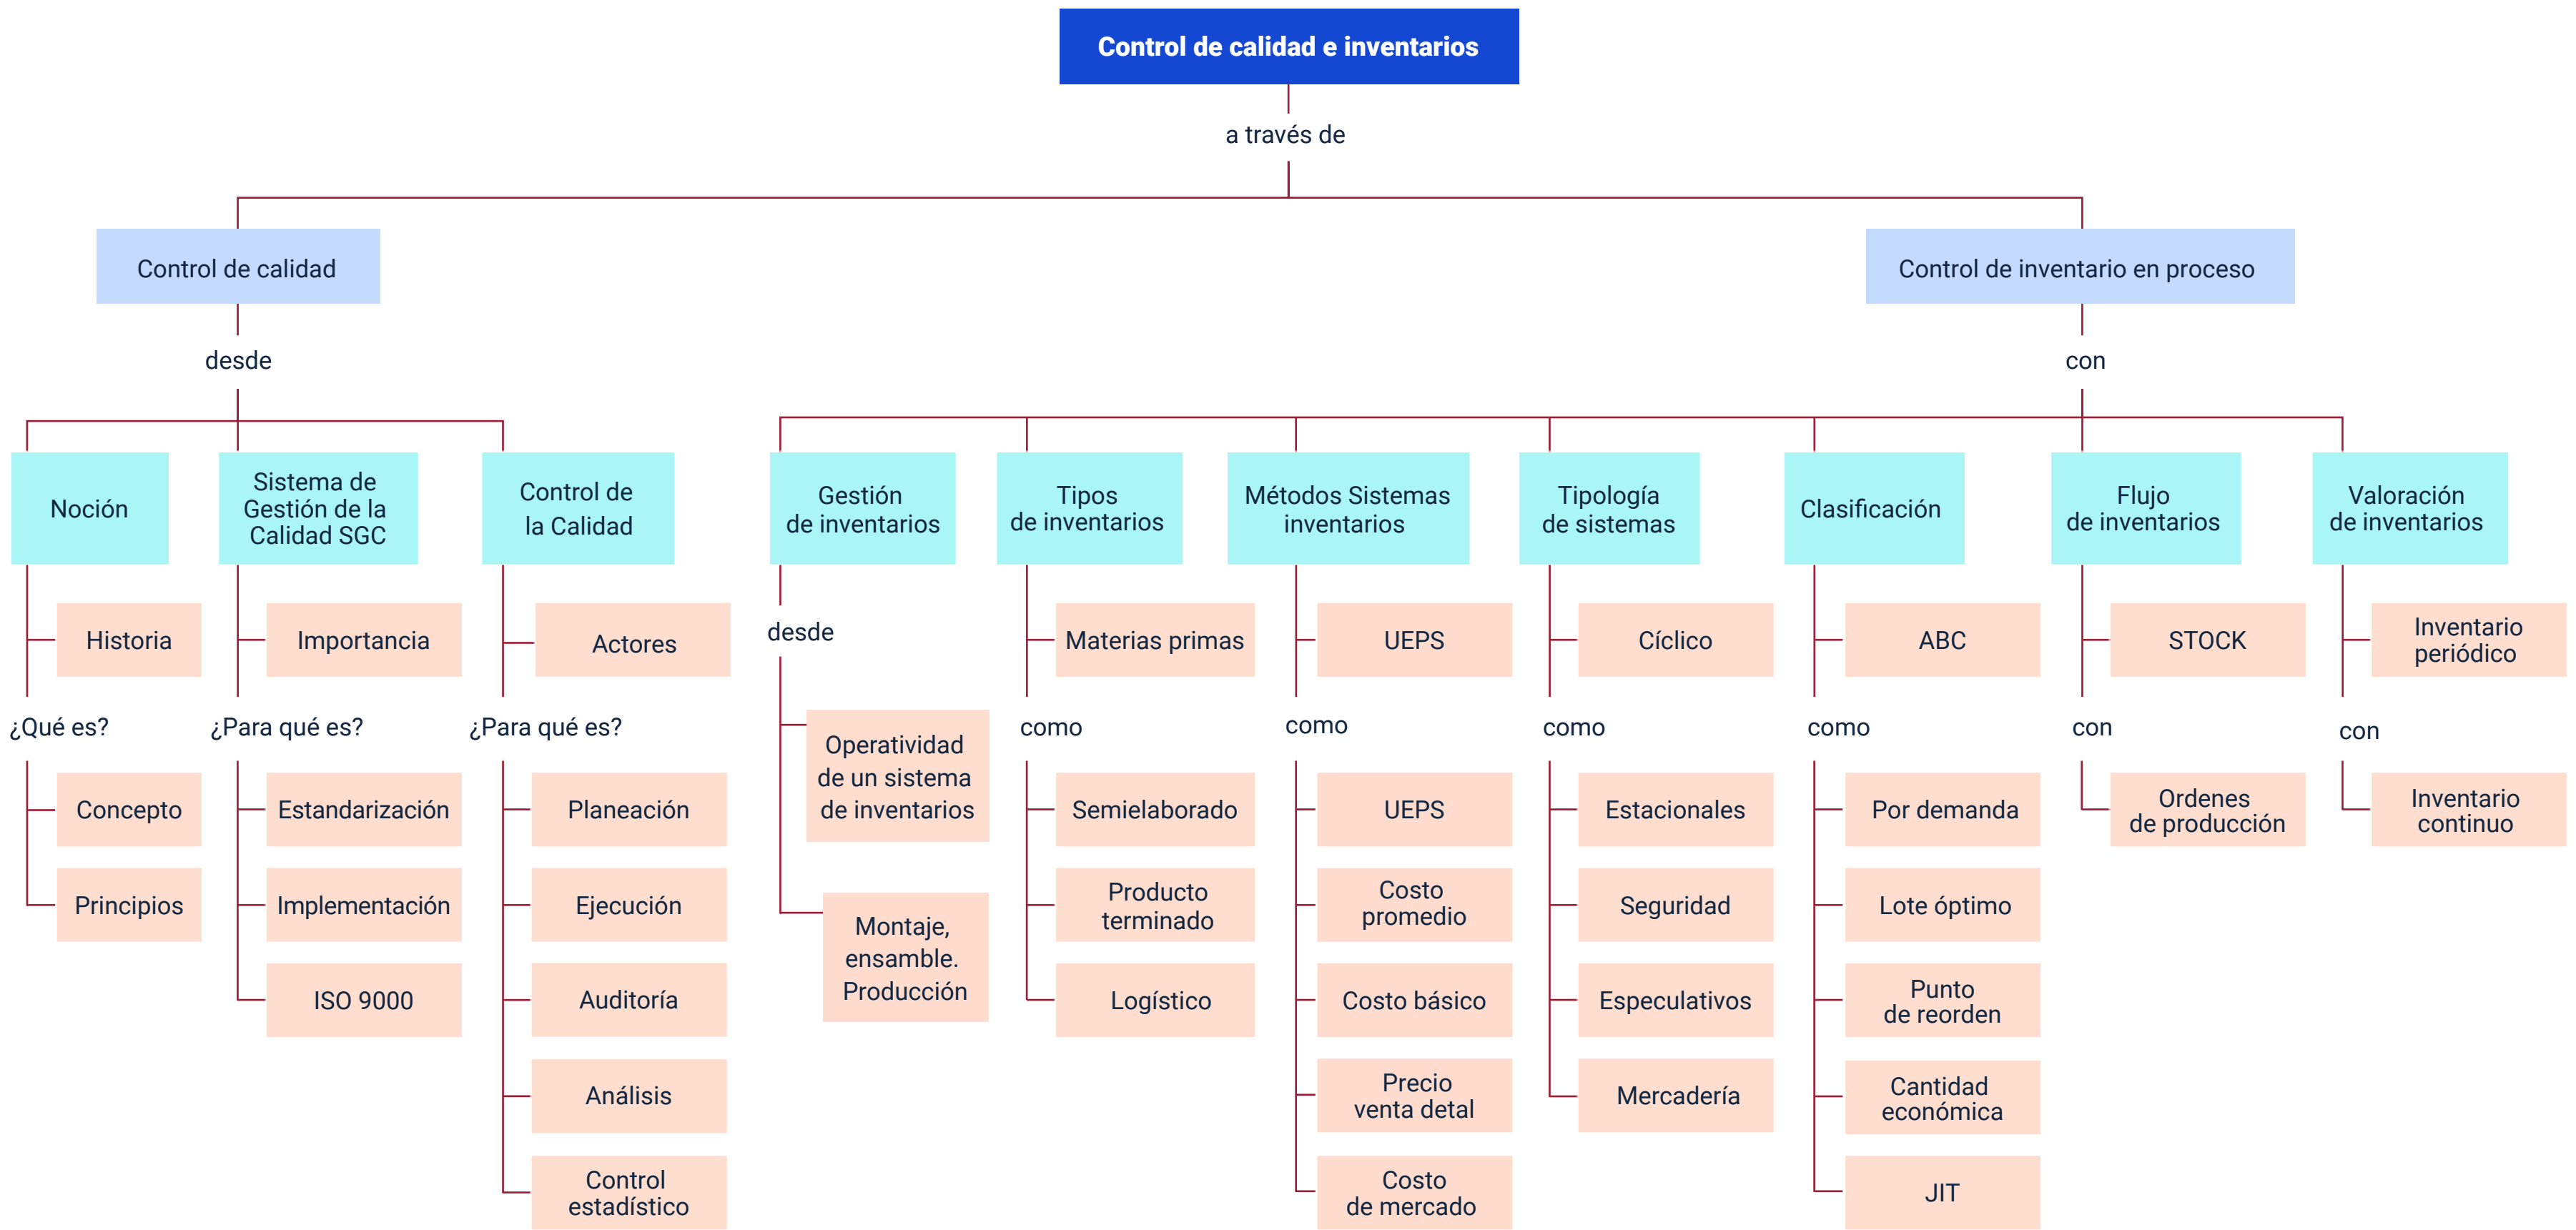 Control de calidad e inventarios
a través de
Control de calidad
Control de inventario en proceso
desde
con
Noción
Sistema de
Gestión de la
Calidad SGC
Control de
la Calidad
Gestión
de inventarios
Tipos
de inventarios
Métodos Sistemas
inventarios
Tipología
de sistemas
Clasificación
Flujo
de inventarios
Valoración
de inventarios
Historia
¿Qué es?
Concepto
Principios
Importancia
¿Para qué es?
Estandarización
Implementación
ISO 9000
Actores
¿Para qué es?
Planeación
Ejecución
Auditoría
Análisis
Control
estadístico
desde
Operatividad
de un sistema
de inventarios
Montaje,
ensamble.
Producción
Materias primas
como
Semielaborado
Producto
terminado
Logístico
UEPS
como
UEPS
Costo
promedio
Costo básico
Precio
venta detal
Costo
de mercado
Cíclico
como
Estacionales
Seguridad
Especulativos
Mercadería
ABC
como
Por demanda
Lote óptimo
Punto
de reorden
Cantidad
económica
JIT
STOCK
con
Ordenes
de producción
Inventario
periódico
con
Inventario
continuo